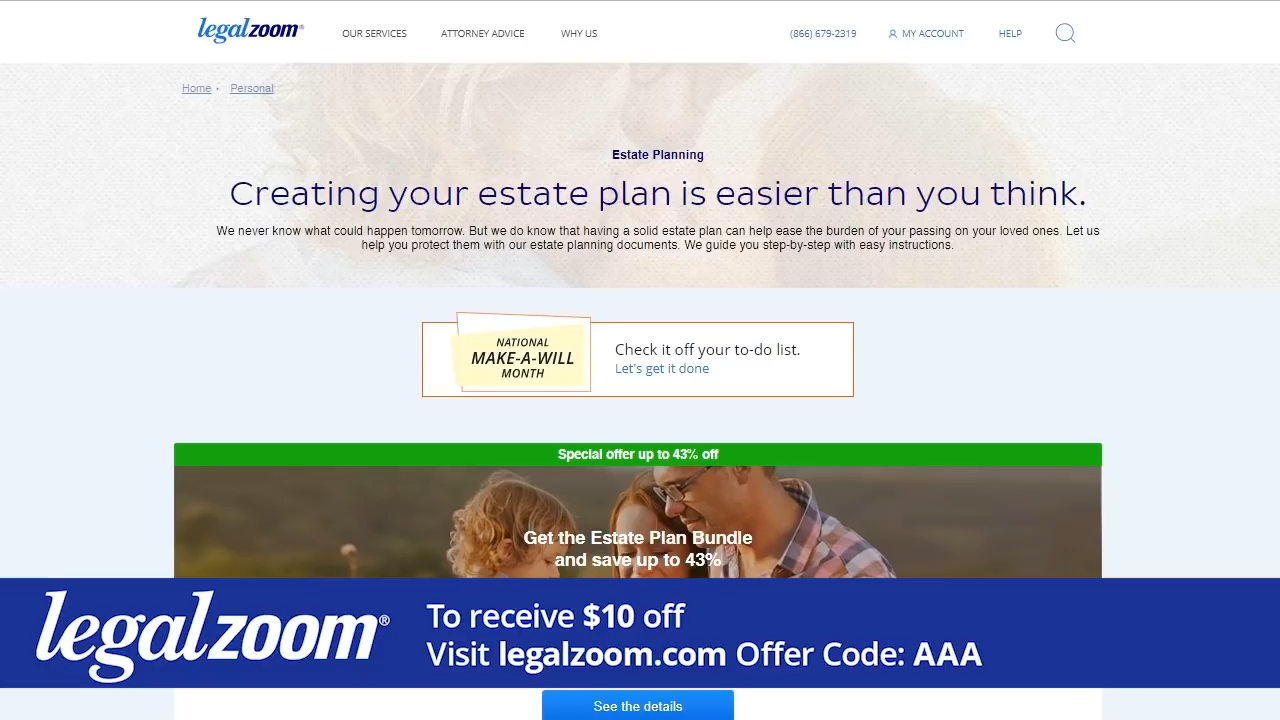 legalzoom®
OUR SERVICES
ATTORNEY ADVICE
WHY US
(866) 679-2319
MY ACCOUNT
HELP
Home •
Personal
Estate Planning
Creating your estate plan is easier than you think.
We never know what could happen tomorrow. But we do know that having a solid estate plan can help ease the burden of your passing on your loved ones. Let us
help you protect them with our estate planning documents. We guide you step-by-step with easy instructions.
NATIONAL
MAKE-A-WILL
MONTH
Check it off your to-do list.
Let's get it done
Special offer up to 43% off
Get the Estate Plan Bundle
and save up to 43%
legalzoom®
To receive $10 off
Visit legalzoom.com Offer Code: AAA
See the details